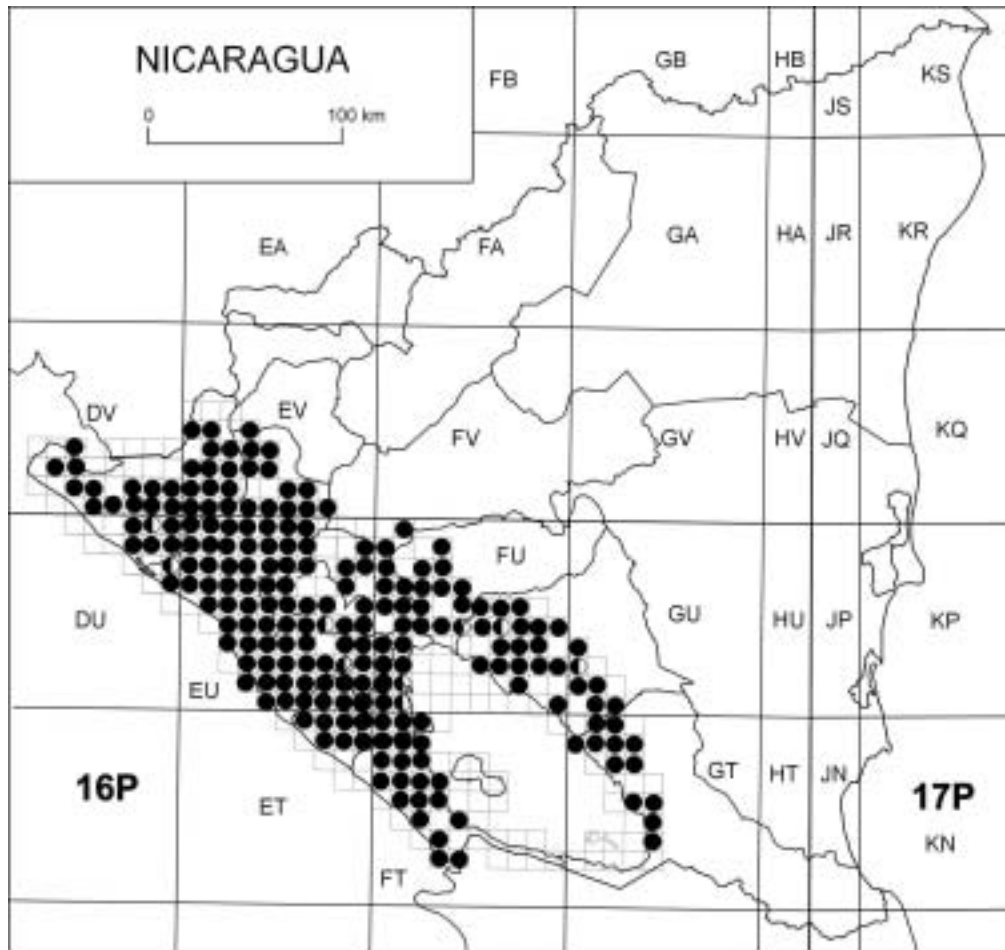 NICARAGUA
0 100 km
FB GB HB KS
JS
EA FA GA HA JR KR
DV EV FV GV HV JQ KQ
DU EU FU GU HU JP KP
16P ET FT GT HT JN 17P
KN